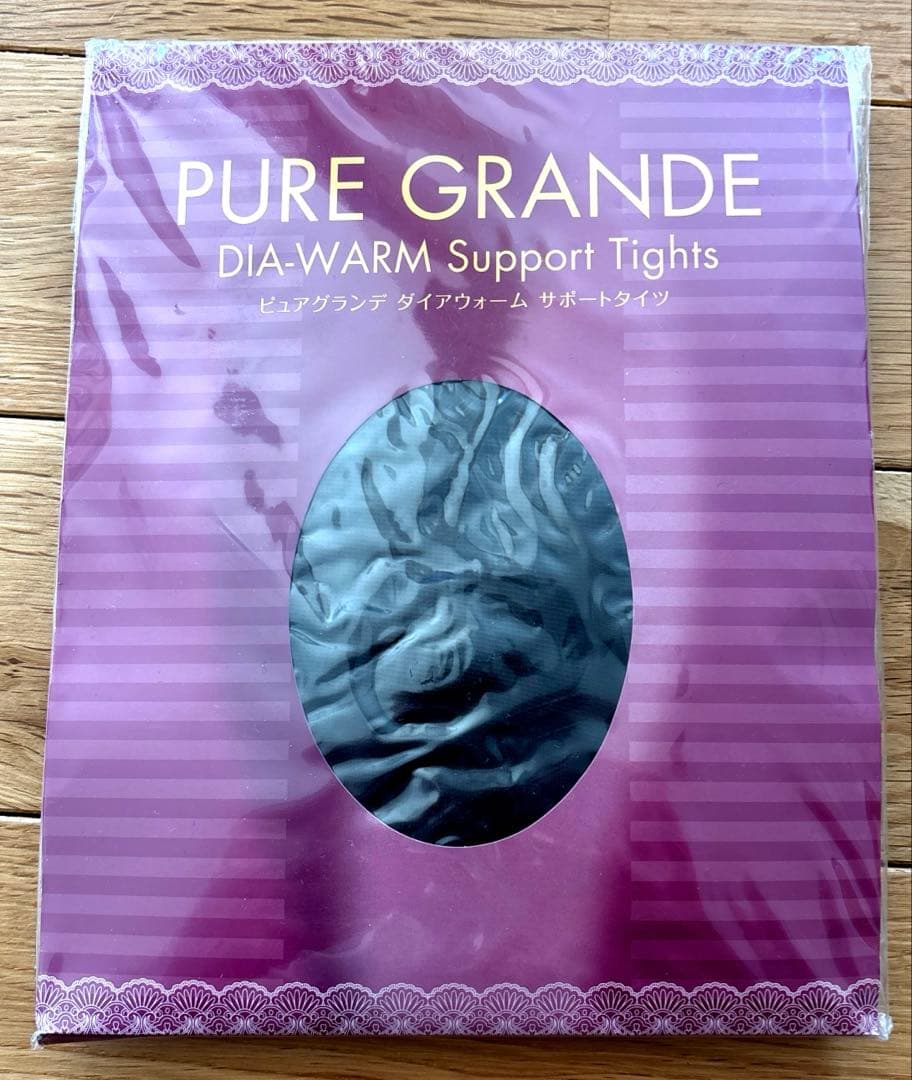 PURE GRANDE
DIA-WARM Support Tights
ピュアグランデ ダイアウォーム サポートタイツ